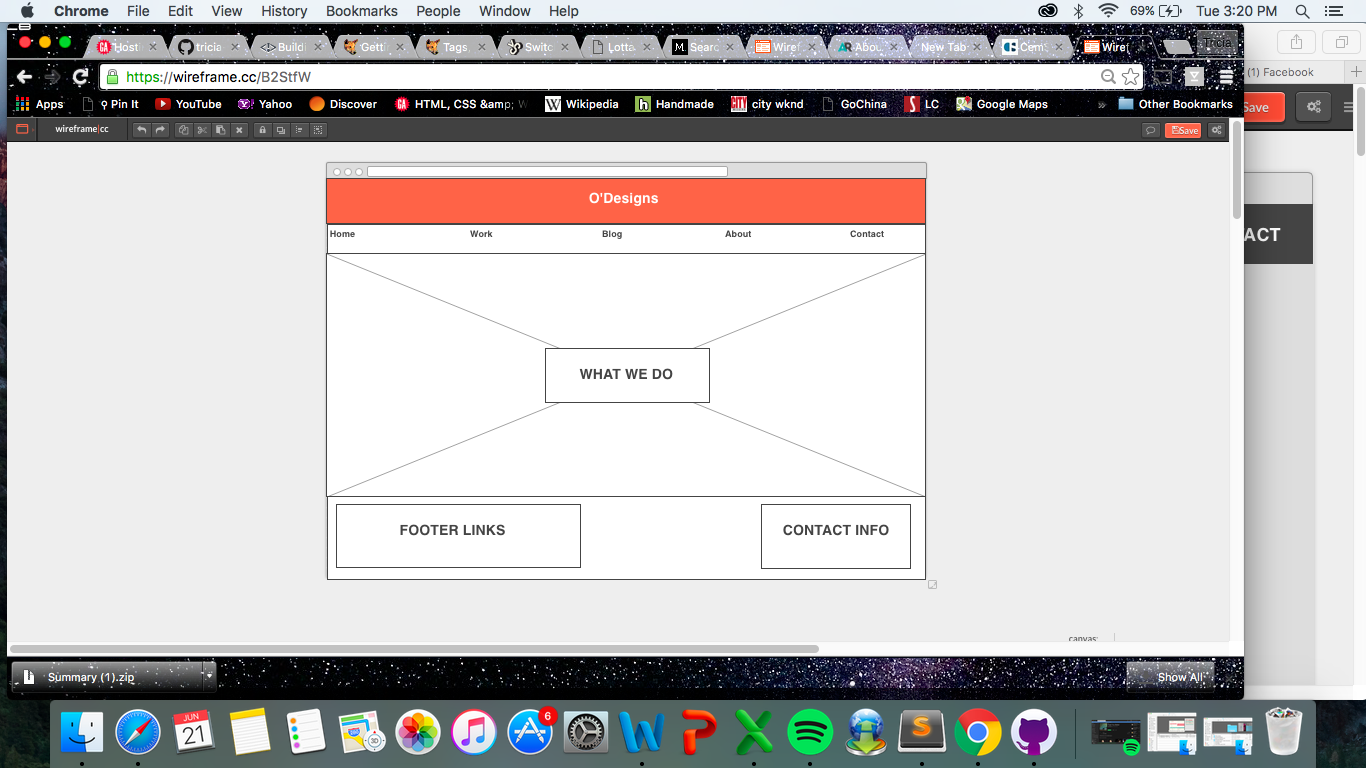 Chrome File Edit View History Bookmarks People Window Help 69% Tue 3:20 PM
Host tricia Buildi Getti Tags Switc Lotta Searc Wiref Abou New Tab Wire Tricia
https://wireframe.cc/B2StfW
(1) Facebook
Apps Pin It YouTube Yahoo Discover HTML, CSS &amp; W Wikipedia Handmade city wknd GoChina LC Google Maps » Other Bookmarks
Save
wireframe|cc Save
O'Designs
Home Work Blog About Contact
ACT
WHAT WE DO
FOOTER LINKS CONTACT INFO
canvas:
Summary (1).zip Show All
6
JUN
21